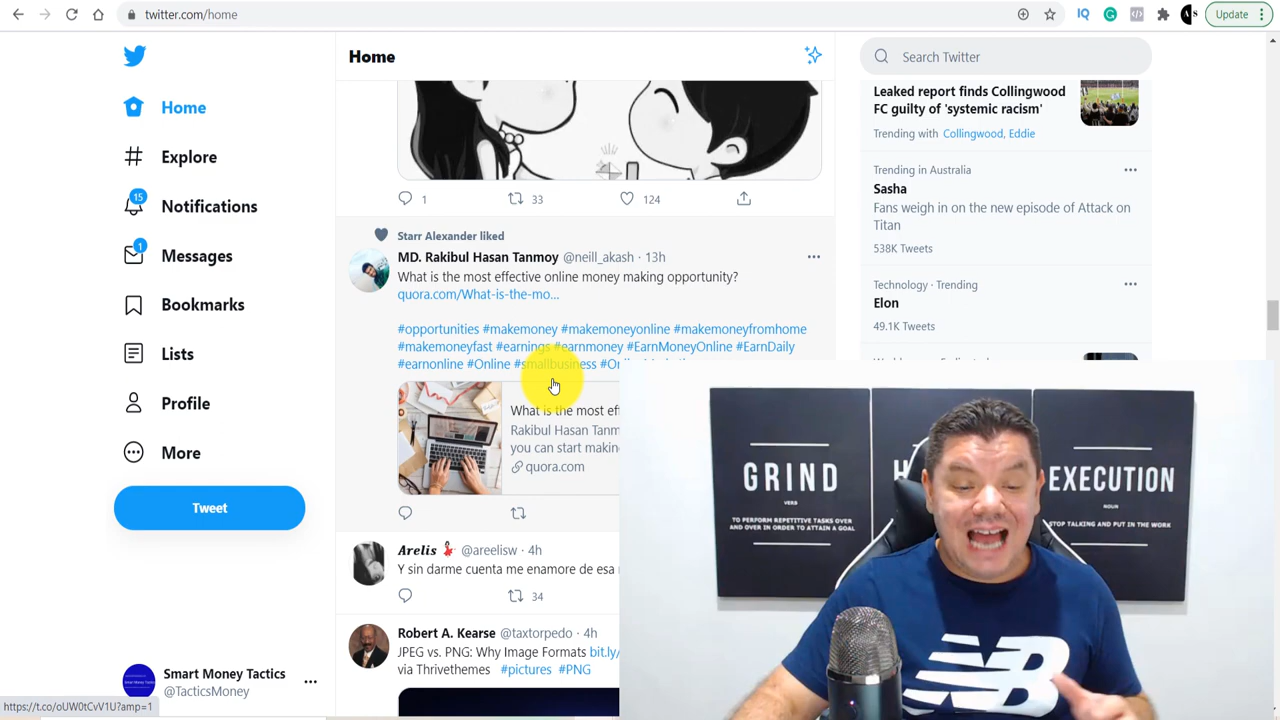 twitter.com/home
Update
Home
Explore
15
Notifications
1
Messages
Bookmarks
Lists
Profile
More
Tweet
Smart Money Tactics
@TacticsMoney
https://t.co/oUW0tCvV1U?amp=1
Home
1
33
124
Starr Alexander liked
MD. Rakibul Hasan Tanmoy @neill_akash · 13h
What is the most effective online money making opportunity?
quora.com/What-is-the-mo...
#opportunities #makemoney #makemoneyonline #makemoneyfromhome
#makemoneyfast #earnings #earnmoney #EarnMoneyOnline #EarnDaily
#earnonline #Online #smallbusiness
What is the most
Rakibul Hasan
you can start
quora.com
Arelis @areelisw · 4h
Y sin darme cuenta me enamore de esa
34
Robert A. Kearse @taxtorpedo · 4h
JPEG vs. PNG: Why Image Formats bit.ly/
via Thrivethemes #pictures #PNG
Search Twitter
Leaked report finds Collingwood
FC guilty of 'systemic racism'
Trending with Collingwood, Eddie
Trending in Australia
Sasha
Fans weigh in on the new episode of Attack on
Titan
538K Tweets
Technology · Trending
Elon
49.1K Tweets
GRIND
VERB
TO PERFORM REPETITIVE TASKS OVER
AND OVER IN ORDER TO ATTAIN A GOAL
H
EXECUTION
NOUN
STOP TALKING AND PUT IN THE WORK
NB